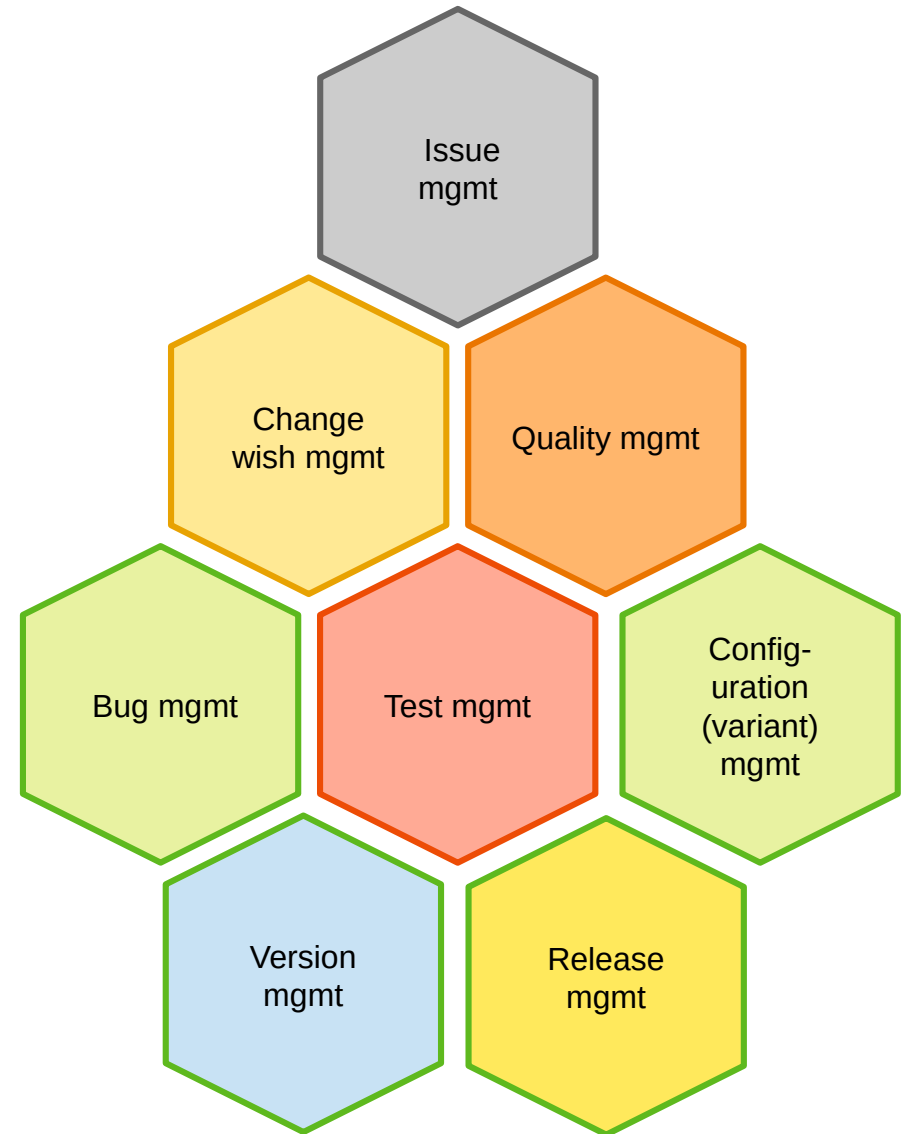 Issue
mgmt
Change
wish mgmt
Quality mgmt
Bug mgmt
Test mgmt
Config-
uration
(variant)
mgmt
Version
mgmt
Release
mgmt